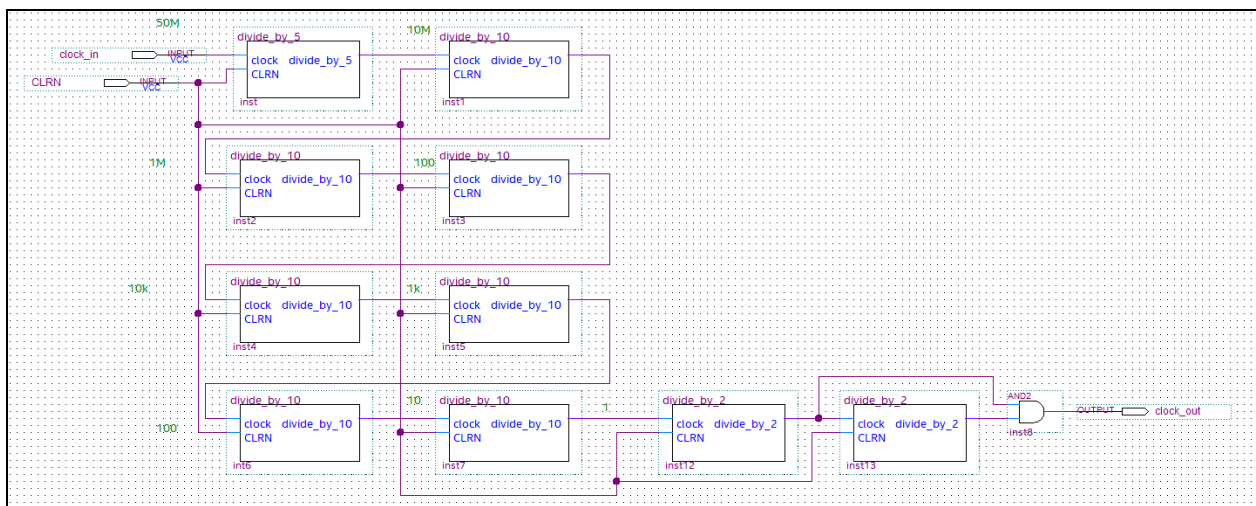 50M
clock_in INPUT VCC
CLRN INPUT VCC
divide_by_5
clock divide_by_5
CLRN
inst
10M
divide_by_10
clock divide_by_10
CLRN
inst1
1M
divide_by_10
clock divide_by_10
CLRN
inst2
100
divide_by_10
clock divide_by_10
CLRN
inst3
10k
divide_by_10
clock divide_by_10
CLRN
inst4
1k
divide_by_10
clock divide_by_10
CLRN
inst5
100
divide_by_10
clock divide_by_10
CLRN
int6
10
divide_by_10
clock divide_by_10
CLRN
inst7
1
divide_by_2
clock divide_by_2
CLRN
inst12
divide_by_2
clock divide_by_2
CLRN
inst13
AND2
inst8
OUTPUT clock_out